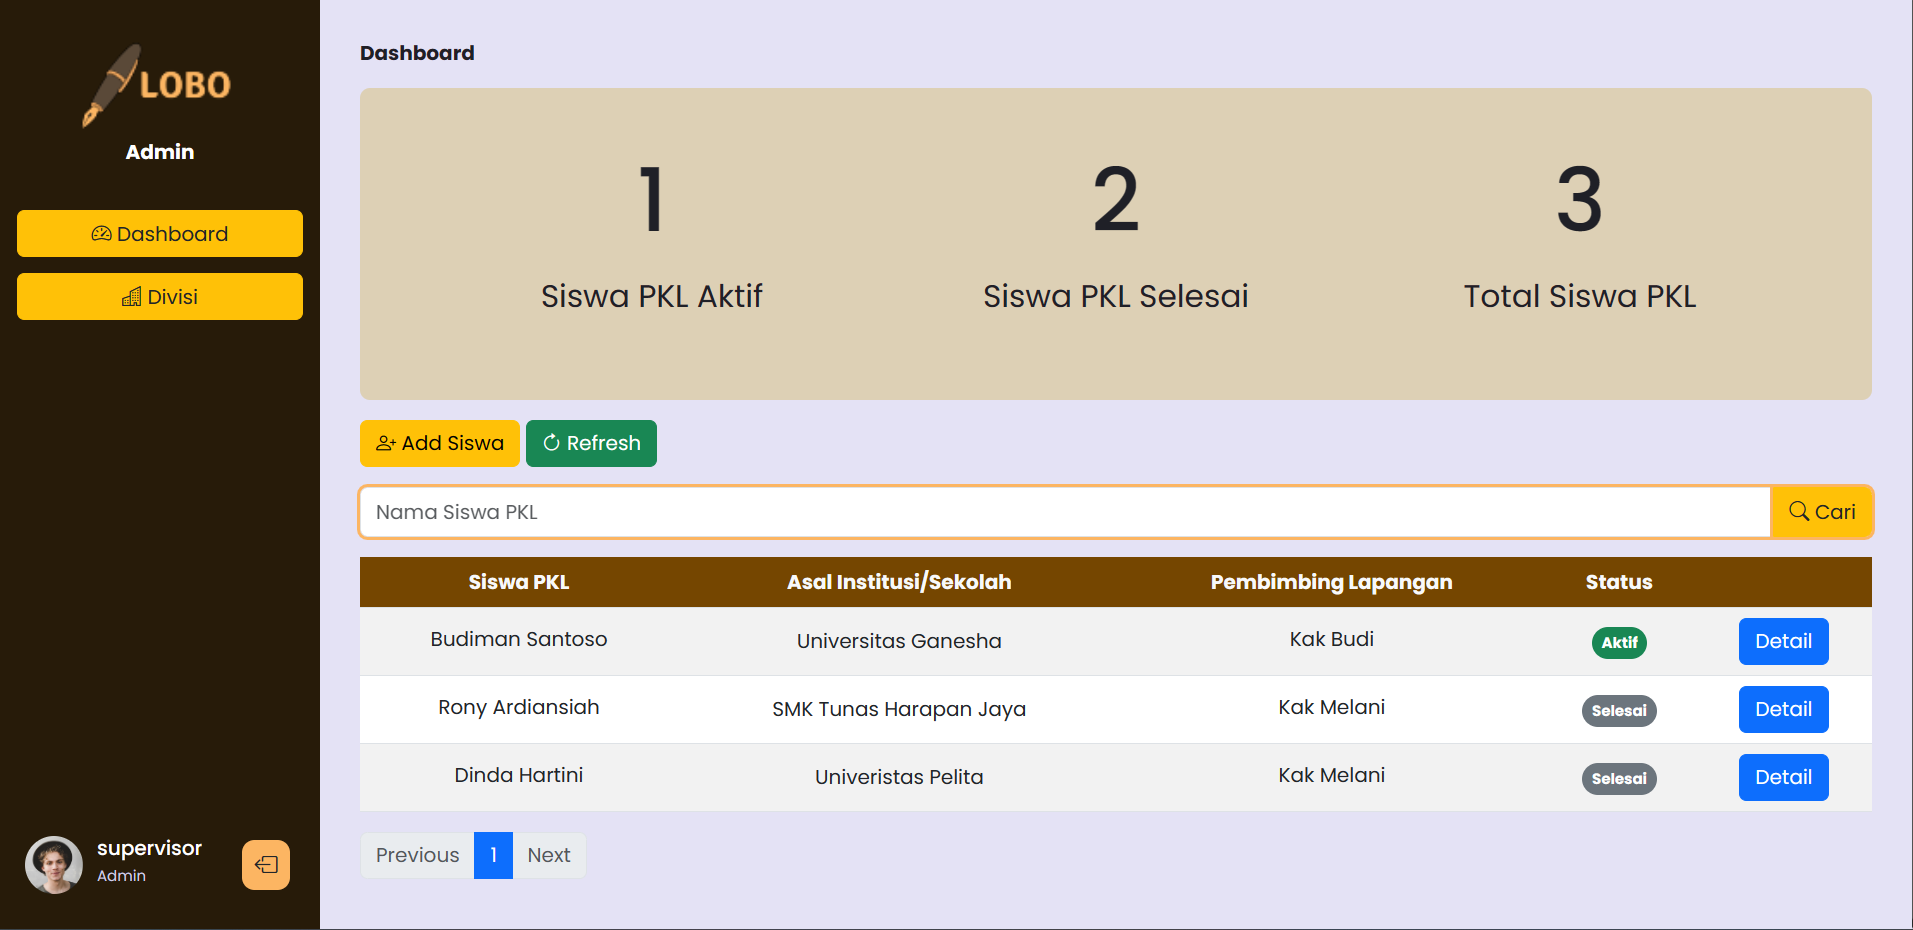 LOBO
Admin
Dashboard
Divisi
supervisor
Admin
Dashboard
1 2 3
Siswa PKL Aktif Siswa PKL Selesai Total Siswa PKL
Add Siswa Refresh
Nama Siswa PKL Cari
Siswa PKL Asal Institusi/Sekolah Pembimbing Lapangan Status
Budiman Santoso Universitas Ganesha Kak Budi Aktif Detail
Rony Ardiansiah SMK Tunas Harapan Jaya Kak Melani Selesai Detail
Dinda Hartini Univeristas Pelita Kak Melani Selesai Detail
Previous 1 Next